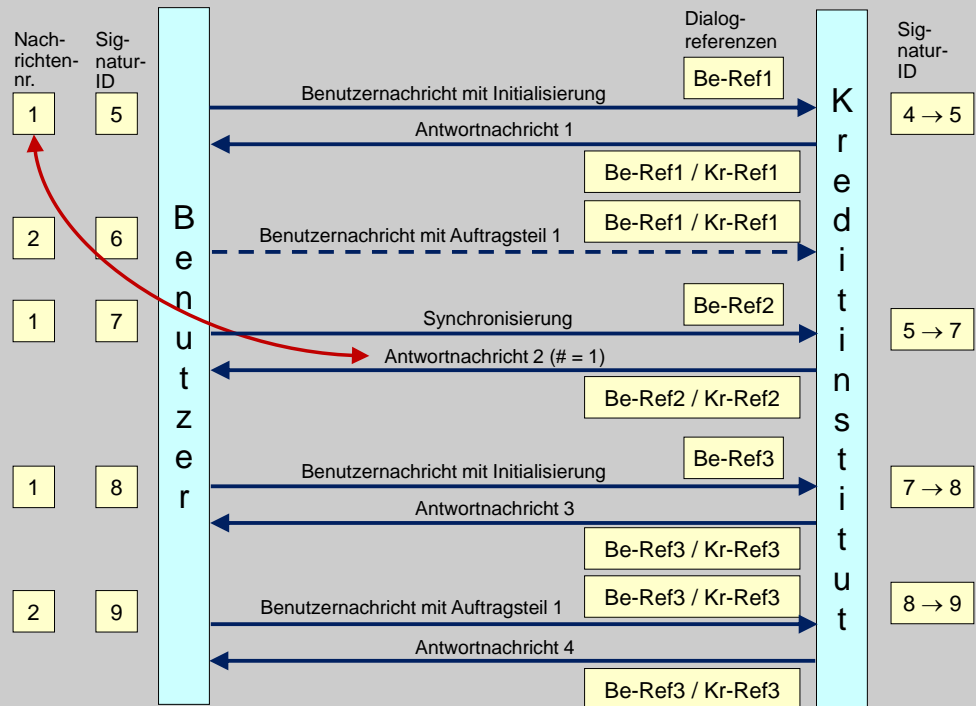 Nach-
richten-
nr.
Sig-
natur-
ID
Dialog-
referenzen
Sig-
natur-
ID
1
5
Benutzernachricht mit Initialisierung
Be-Ref1
4 → 5
Antwortnachricht 1
Be-Ref1 / Kr-Ref1
2
6
Benutzernachricht mit Auftragsteil 1
Be-Ref1 / Kr-Ref1
1
7
Synchronisierung
Be-Ref2
5 → 7
Antwortnachricht 2 (# = 1)
Be-Ref2 / Kr-Ref2
1
8
Benutzernachricht mit Initialisierung
Be-Ref3
7 → 8
Antwortnachricht 3
Be-Ref3 / Kr-Ref3
2
9
Benutzernachricht mit Auftragsteil 1
Be-Ref3 / Kr-Ref3
8 → 9
Antwortnachricht 4
Be-Ref3 / Kr-Ref3
Benutzer
Kreditinstitut